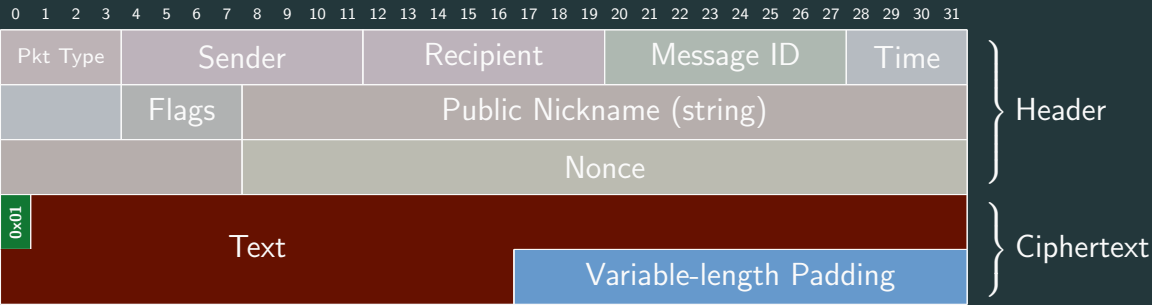 0 1 2 3 4 5 6 7 8 9 10 11 12 13 14 15 16 17 18 19 20 21 22 23 24 25 26 27 28 29 30 31
Pkt Type Sender Recipient Message ID Time
Flags Public Nickname (string) Header
Nonce
0x01 Text Ciphertext
Variable-length Padding